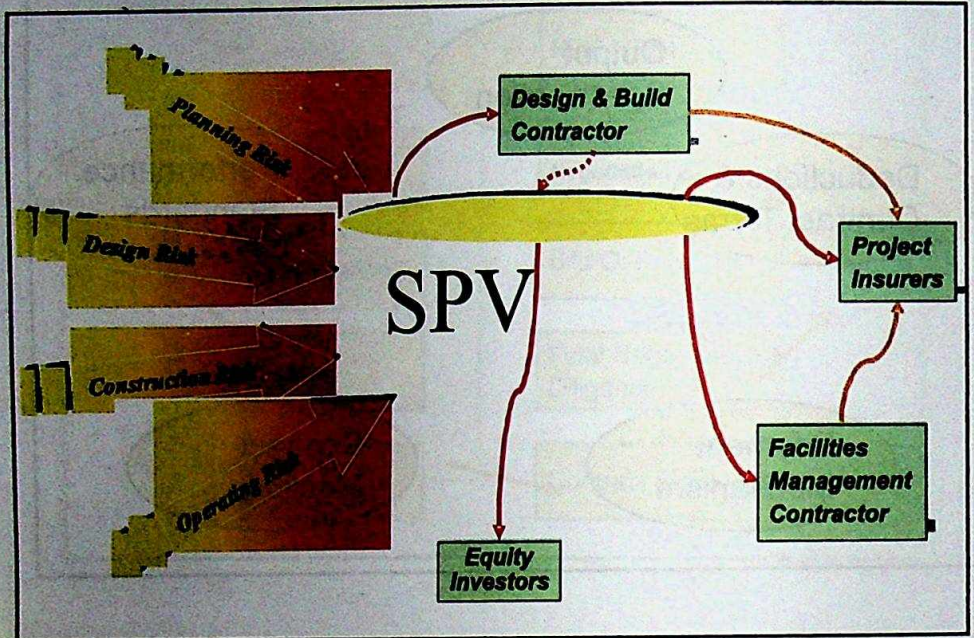 Planning Risk
Design Risk
Construction Risk
Operating Risk
Design & Build
Contractor
SPV
Project
Insurers
Facilities
Management
Contractor
Equity
Investors